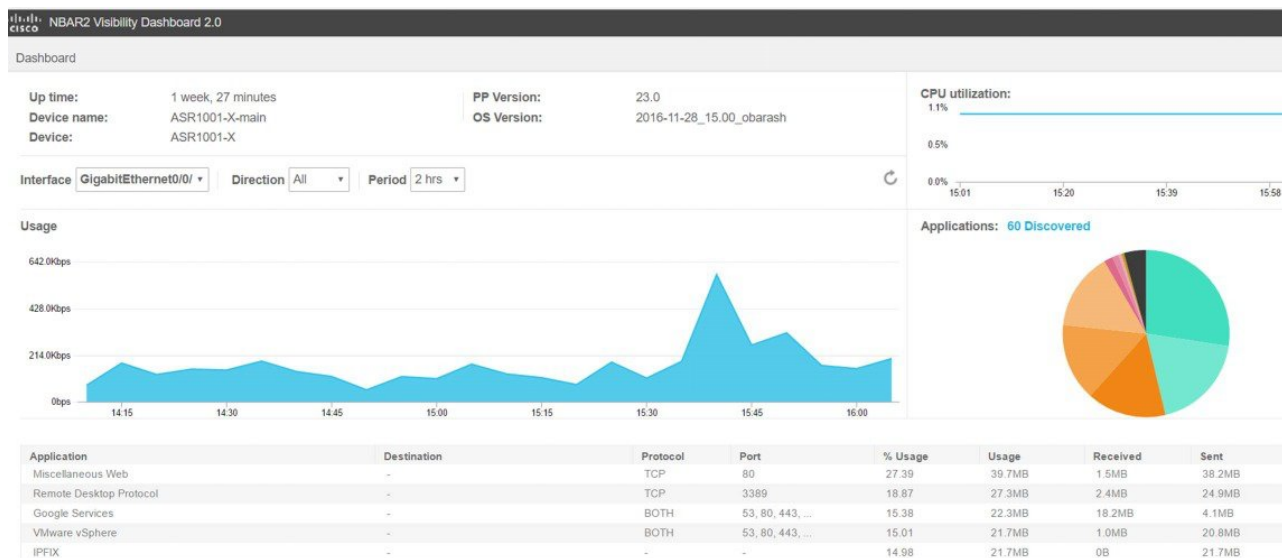 cisco NBAR2 Visibility Dashboard 2.0
Dashboard
Up time: 1 week, 27 minutes PP Version: 23.0
Device name: ASR1001-X-main OS Version: 2016-11-28_15.00_obarash
Device: ASR1001-X
CPU utilization:
1.1%
0.5%
0.0%
15:01 15:20 15:39 15:58
Interface GigabitEthernet0/0/ Direction All Period 2 hrs
Usage
642.0Kbps
428.0Kbps
214.0Kbps
0bps
14:15 14:30 14:45 15:00 15:15 15:30 15:45 16:00
Applications: 60 Discovered
Application Destination Protocol Port % Usage Usage Received Sent
Miscellaneous Web - TCP 80 27.39 39.7MB 1.5MB 38.2MB
Remote Desktop Protocol - TCP 3389 18.87 27.3MB 2.4MB 24.9MB
Google Services - BOTH 53, 80, 443, ... 15.38 22.3MB 18.2MB 4.1MB
VMware vSphere - BOTH 53, 80, 443, ... 15.01 21.7MB 1.0MB 20.8MB
IPFIX - - - 14.98 21.7MB 0B 21.7MB